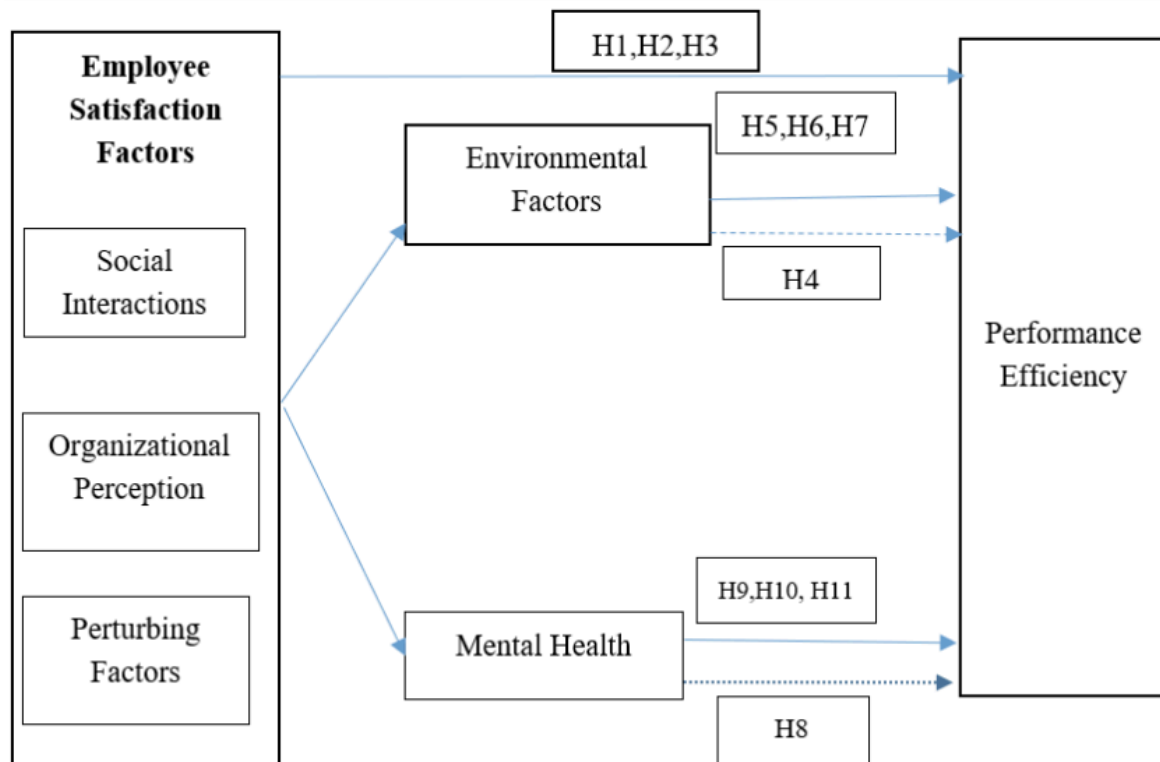 Employee
Satisfaction
Factors
Social
Interactions
Organizational
Perception
Perturbing
Factors
H1,H2,H3
Environmental
Factors
H5,H6,H7
H4
Mental Health
H9,H10, H11
H8
Performance
Efficiency